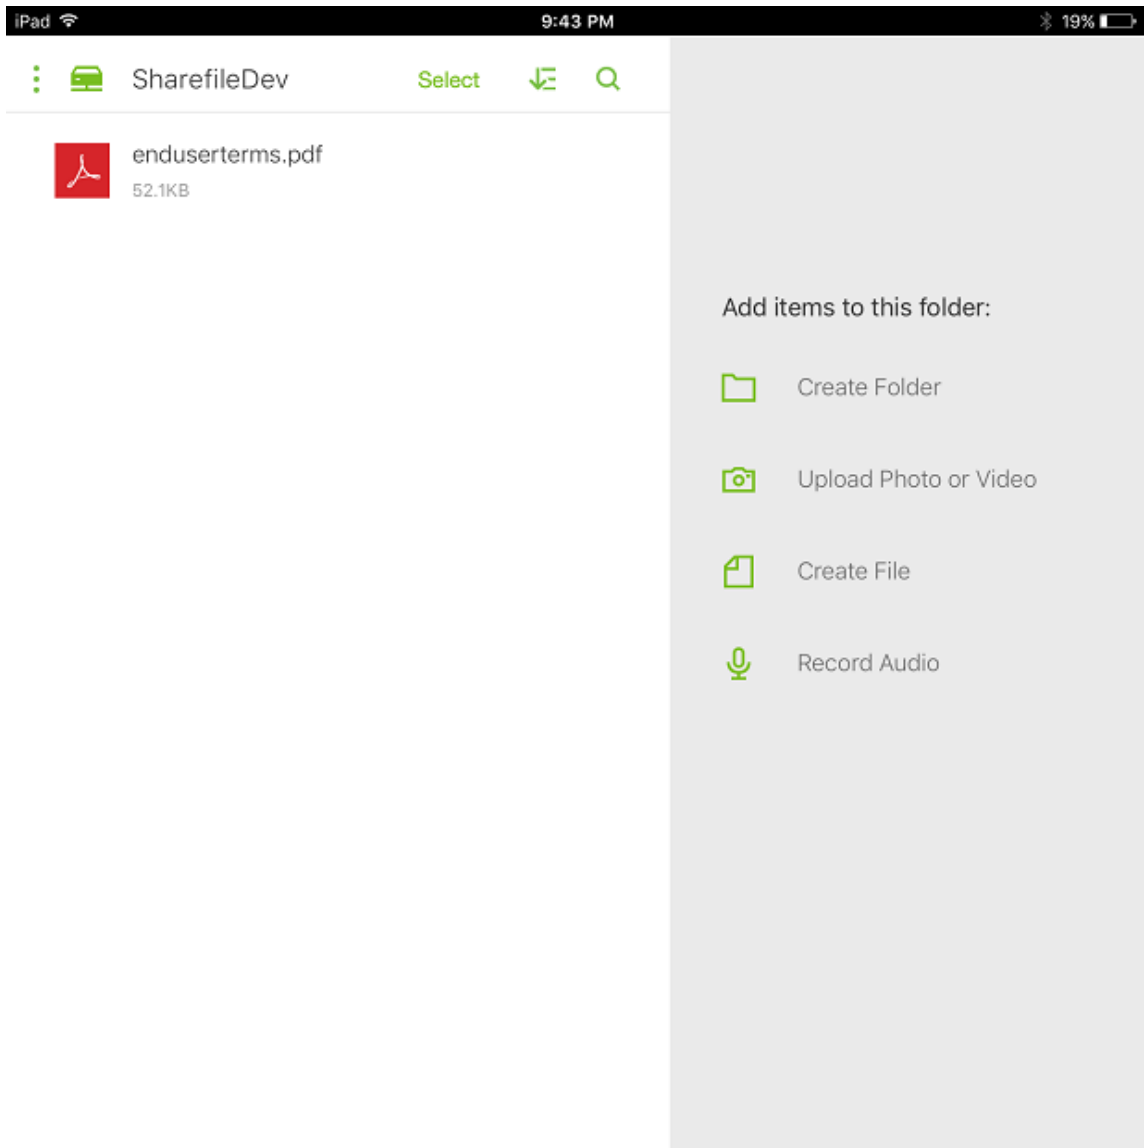 iPad 9:43 PM 19%
SharefileDev Select
enduserterms.pdf
52.1KB
Add items to this folder:
Create Folder
Upload Photo or Video
Create File
Record Audio